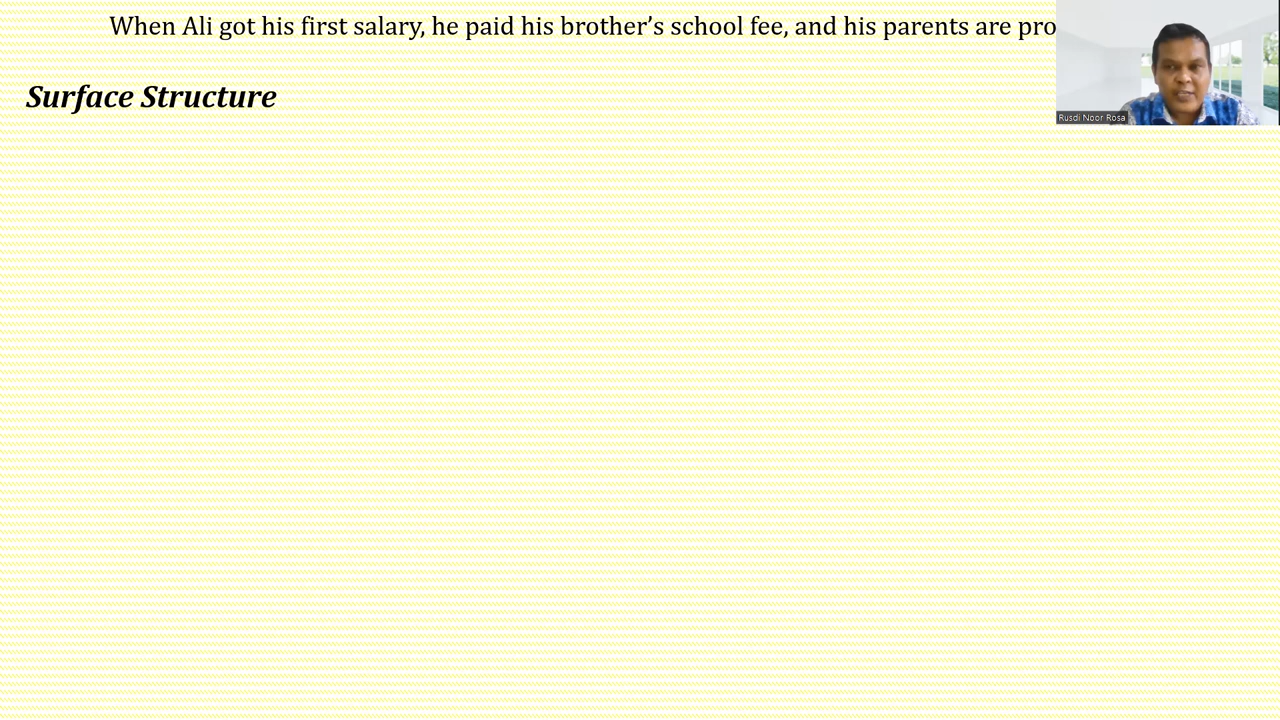 When Ali got his first salary, he paid his brother’s school fee, and his parents are
Surface Structure
Rusdi Noor Rosa